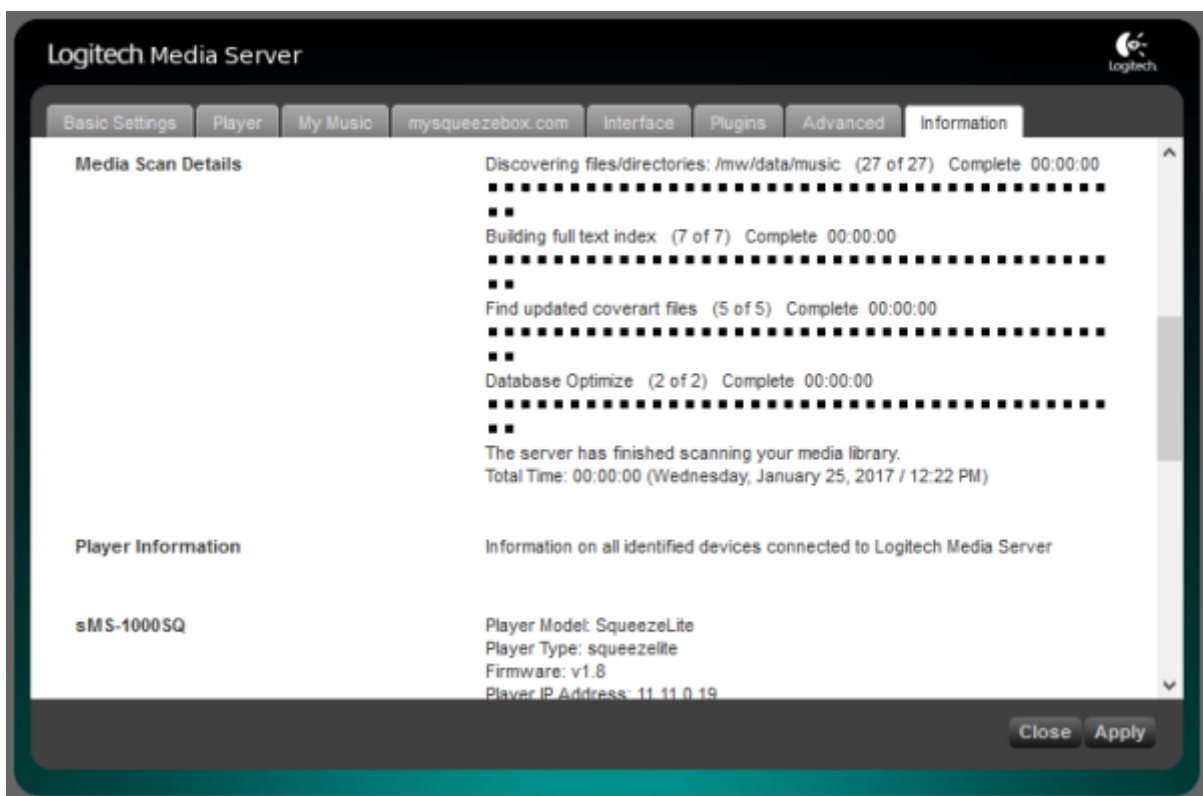 Logitech Media Server
Logitech
Basic Settings Player My Music mysqueezebox.com Interface Plugins Advanced Information
Media Scan Details
Discovering files/directories: /mw/data/music (27 of 27) Complete 00:00:00
Building full text index (7 of 7) Complete 00:00:00
Find updated coverart files (5 of 5) Complete 00:00:00
Database Optimize (2 of 2) Complete 00:00:00
The server has finished scanning your media library.
Total Time: 00:00:00 (Wednesday, January 25, 2017 / 12:22 PM)
Player Information
Information on all identified devices connected to Logitech Media Server
sMS-1000SQ
Player Model: SqueezeLite
Player Type: squeezelite
Firmware: v1.8
Player IP Address: 11.11.0.19
Close Apply